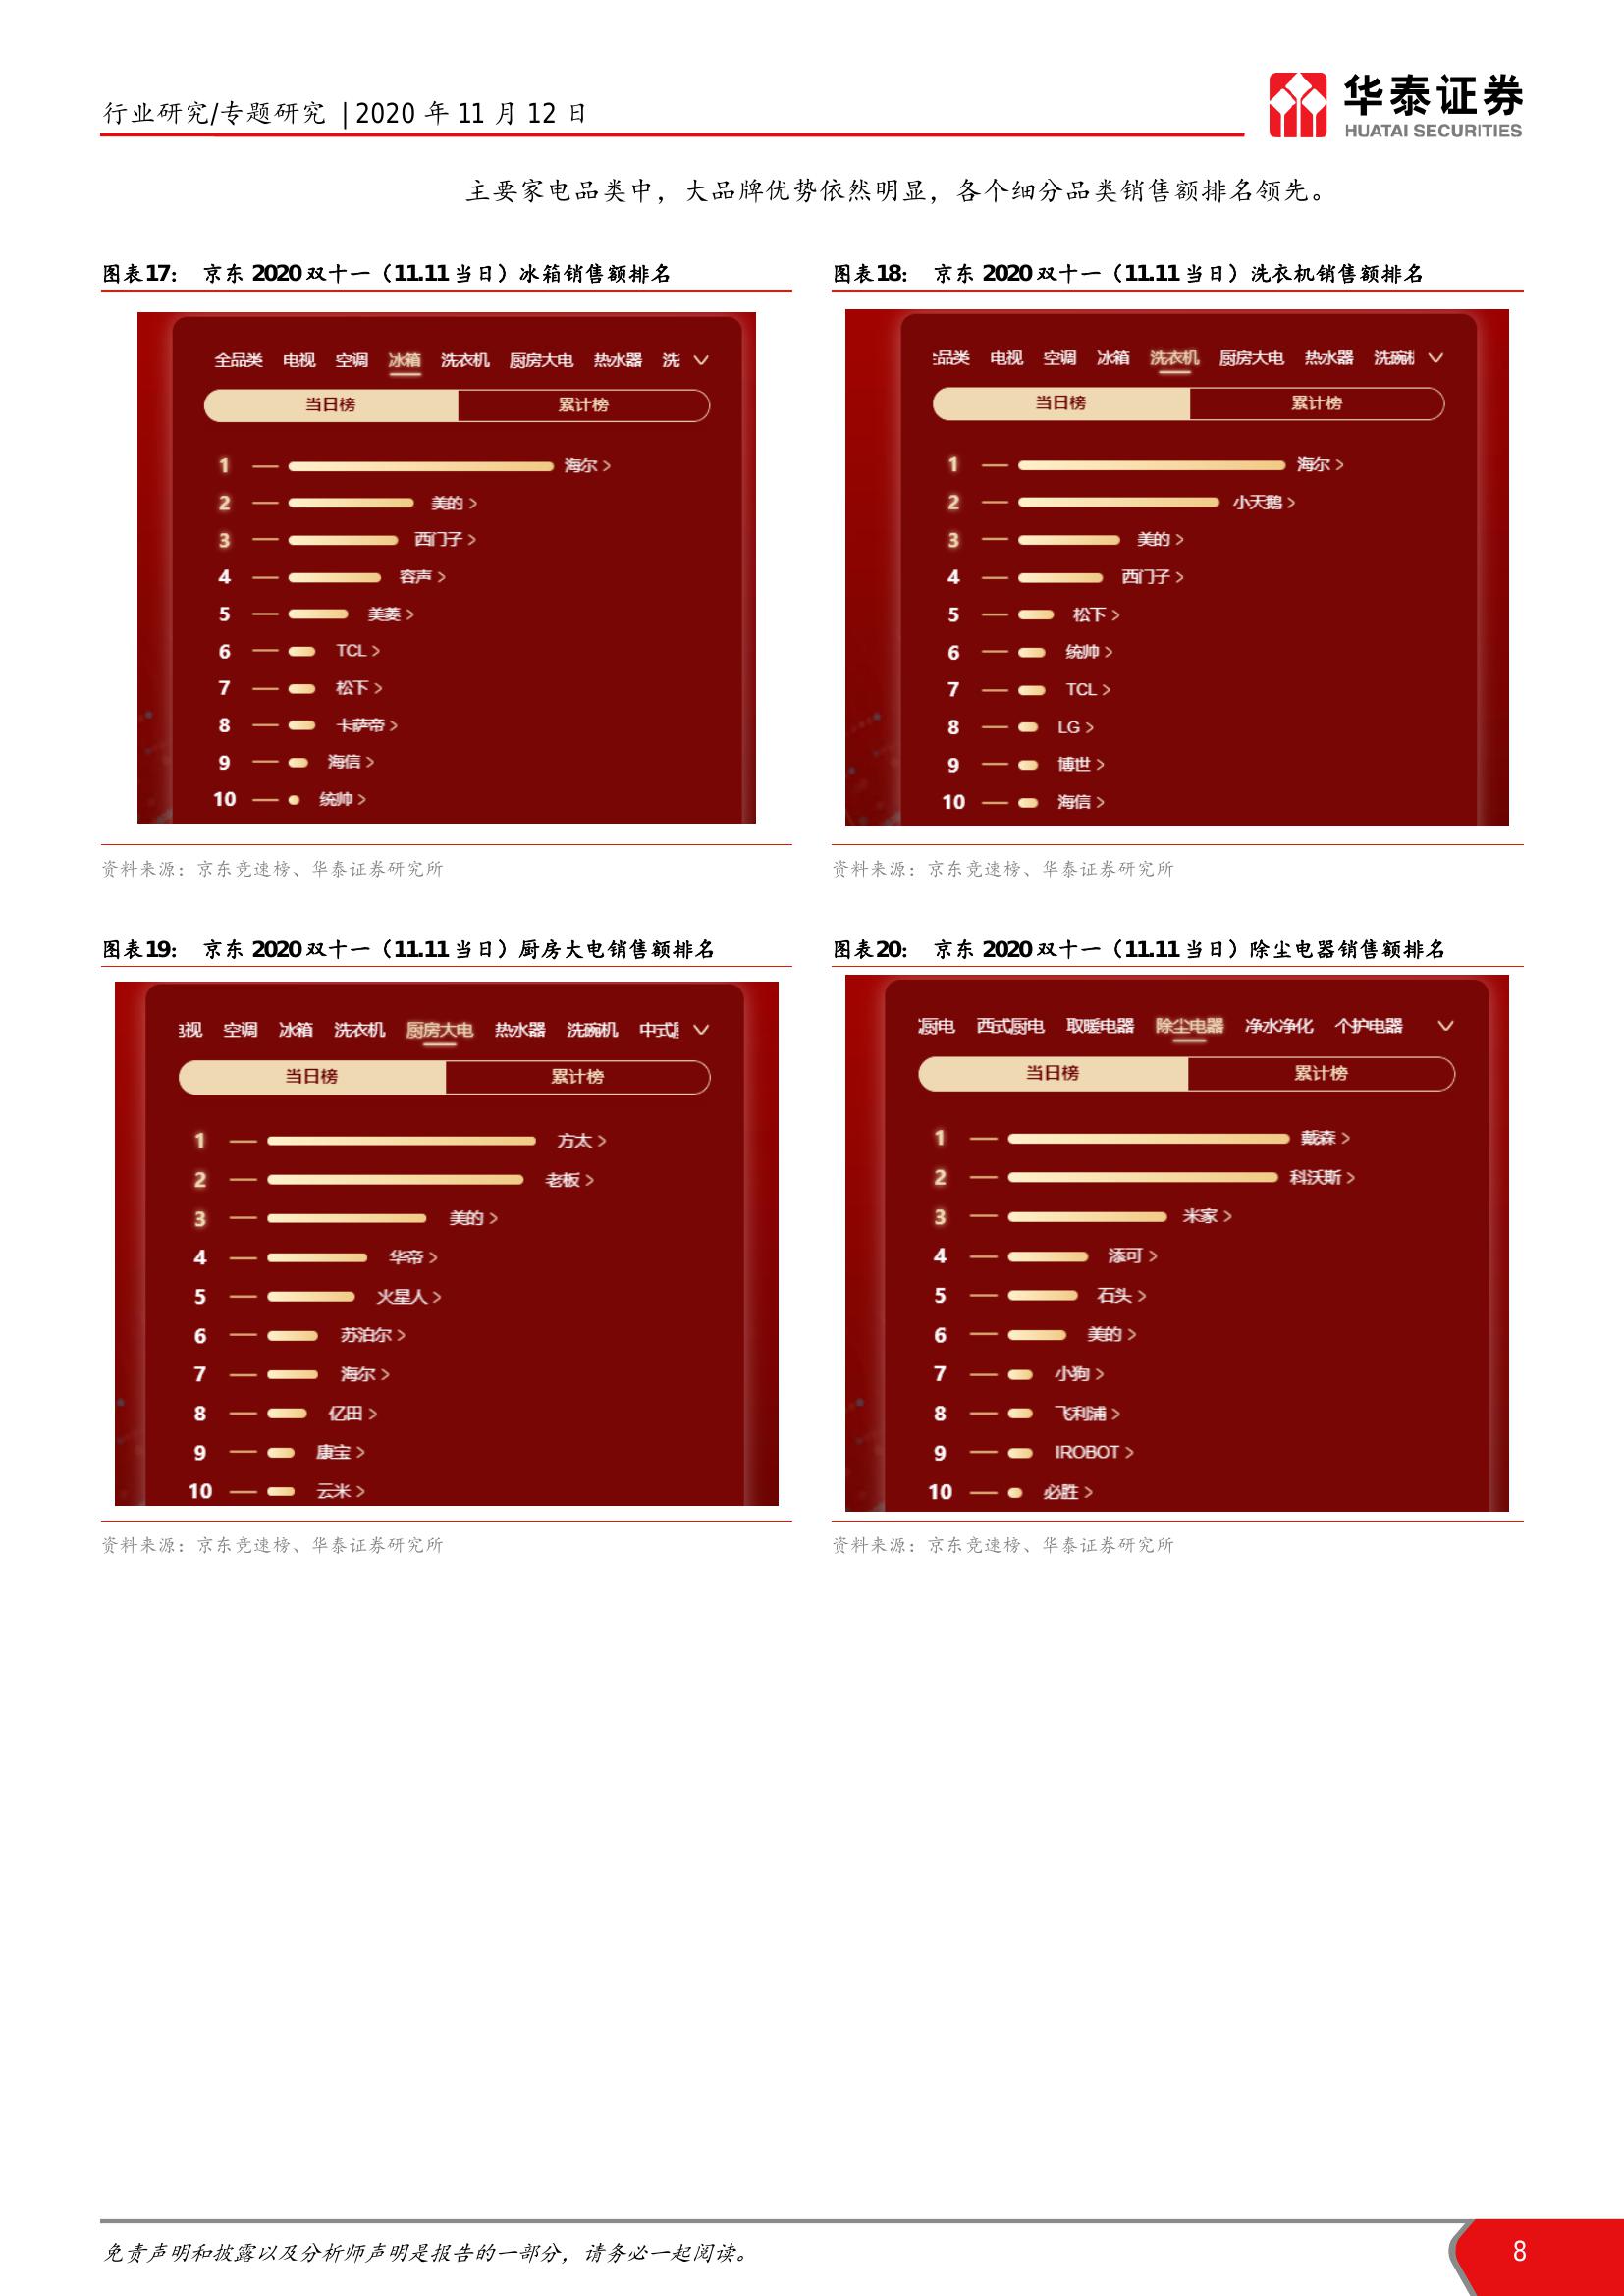 行业研究/专题研究 | 2020 年 11 月 12 日
华泰证券
HUATAI SECURITIES
主要家电品类中，大品牌优势依然明显，各个细分品类销售额排名领先。
图表17： 京东 2020 双十一（11.11 当日）冰箱销售额排名
全品类 电视 空调 冰箱 洗衣机 厨房大电 热水器 洗
当日榜 累计榜
1 海尔 >
2 美的 >
3 西门子 >
4 容声 >
5 美菱 >
6 TCL >
7 松下 >
8 卡萨帝 >
9 海信 >
10 统帅 >
资料来源：京东竞速榜、华泰证券研究所
图表18： 京东 2020 双十一（11.11 当日）洗衣机销售额排名
品类 电视 空调 冰箱 洗衣机 厨房大电 热水器 洗碗机
当日榜 累计榜
1 海尔 >
2 小天鹅 >
3 美的 >
4 西门子 >
5 松下 >
6 统帅 >
7 TCL >
8 LG >
9 博世 >
10 海信 >
资料来源：京东竞速榜、华泰证券研究所
图表19： 京东 2020 双十一（11.11 当日）厨房大电销售额排名
视 空调 冰箱 洗衣机 厨房大电 热水器 洗碗机 中式
当日榜 累计榜
1 方太 >
2 老板 >
3 美的 >
4 华帝 >
5 火星人 >
6 苏泊尔 >
7 海尔 >
8 亿田 >
9 康宝 >
10 云米 >
资料来源：京东竞速榜、华泰证券研究所
图表20： 京东 2020 双十一（11.11 当日）除尘电器销售额排名
厨电 西式厨电 取暖电器 除尘电器 净水净化 个护电器
当日榜 累计榜
1 戴森 >
2 科沃斯 >
3 米家 >
4 添可 >
5 石头 >
6 美的 >
7 小狗 >
8 飞利浦 >
9 IROBOT >
10 必胜 >
资料来源：京东竞速榜、华泰证券研究所
免责声明和披露以及分析师声明是报告的一部分，请务必一起阅读。
8